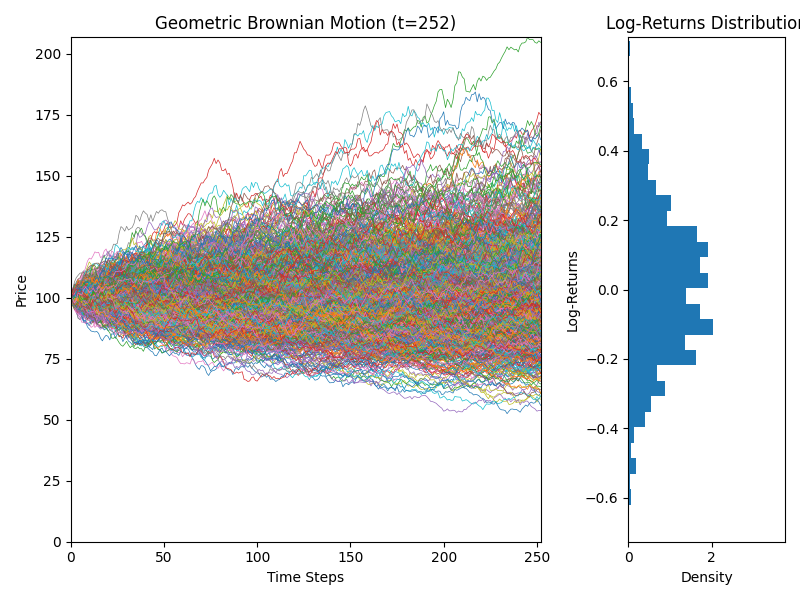 Geometric Brownian Motion (t=252)
Log-Returns Distribution
200
175
150
125
100
75
50
25
0
Price
0 50 100 150 200 250
Time Steps
0.6
0.4
0.2
0.0
−0.2
−0.4
−0.6
Log-Returns
0 2
Density